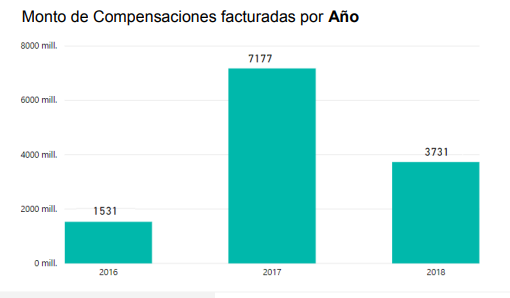 Monto de Compensaciones facturadas por Año
8000 mill.
7177
6000 mill.
4000 mill.
3731
2000 mill.
1531
0 mill.
2016
2017
2018